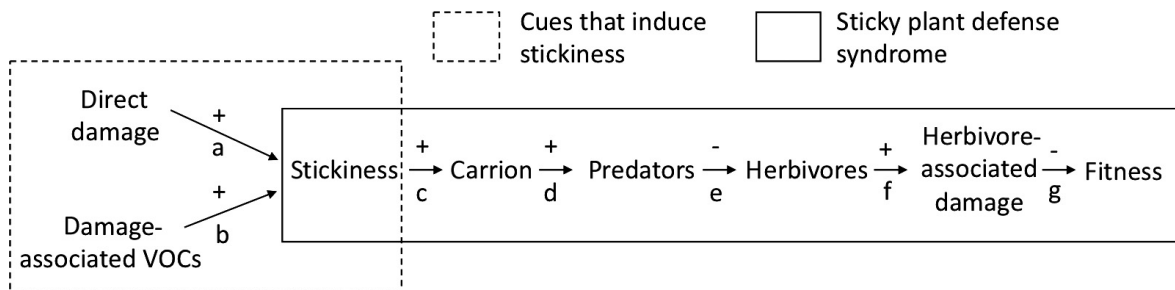 Cues that induce
stickiness
Sticky plant defense
syndrome
Direct
damage
+
a
+
b
Damage-
associated VOCs
Stickiness
+
c
Carrion
+
d
Predators
-
e
Herbivores
+
f
Herbivore-
associated
damage
-
g
Fitness